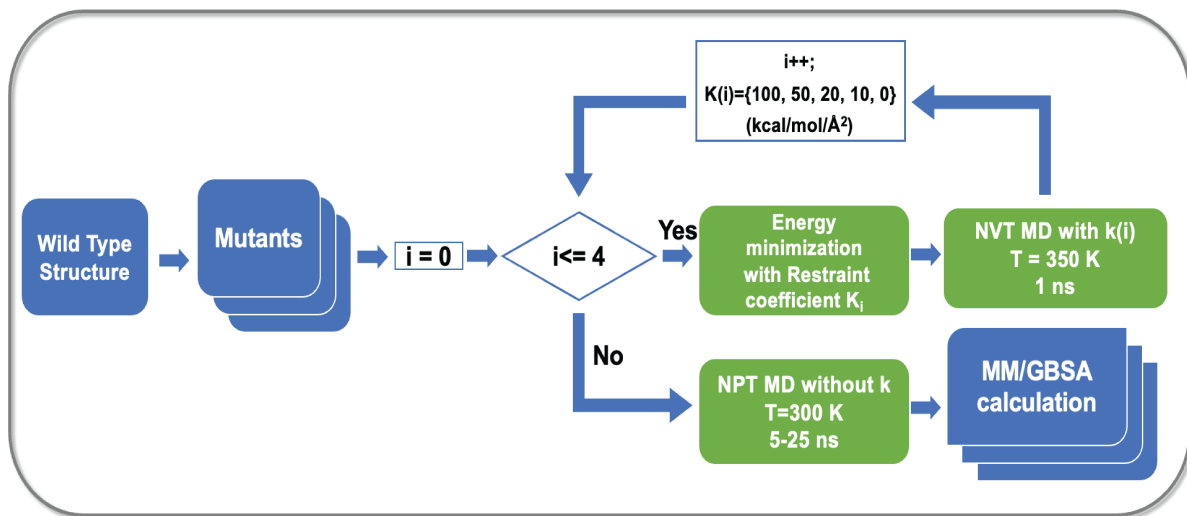 i++;
K(i)={100, 50, 20, 10, 0}
(kcal/mol/Å²)
Wild Type
Structure
Mutants
i = 0
i<= 4
Yes
Energy
minimization
with Restraint
coefficient Kᵢ
NVT MD with k(i)
T = 350 K
1 ns
No
NPT MD without k
T=300 K
5-25 ns
MM/GBSA
calculation